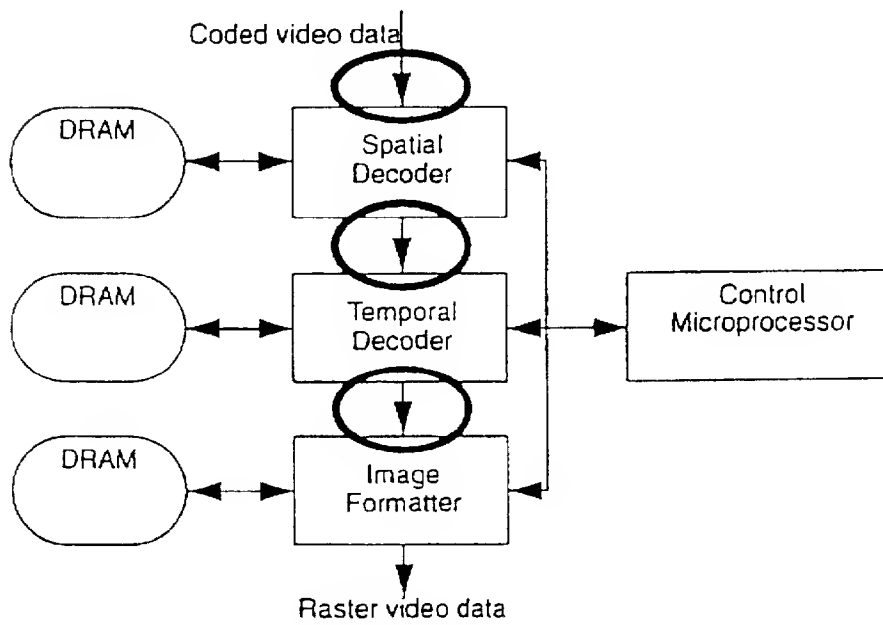 Coded video data
DRAM
Spatial
Decoder
DRAM
Temporal
Decoder
Control
Microprocessor
DRAM
Image
Formatter
Raster video data